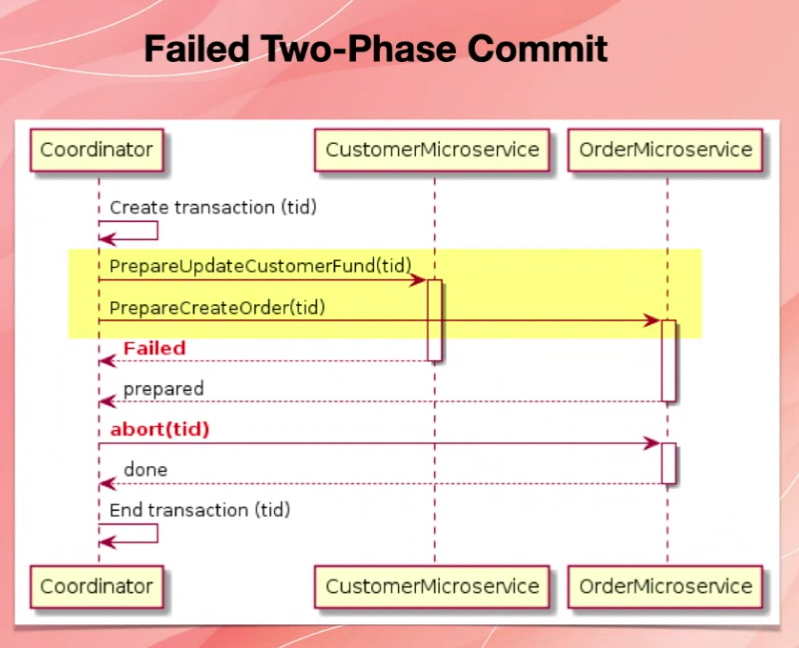 Failed Two-Phase Commit
Coordinator
CustomerMicroservice
OrderMicroservice
Create transaction (tid)
PrepareUpdateCustomerFund(tid)
PrepareCreateOrder(tid)
Failed
prepared
abort(tid)
done
End transaction (tid)
Coordinator
CustomerMicroservice
OrderMicroservice